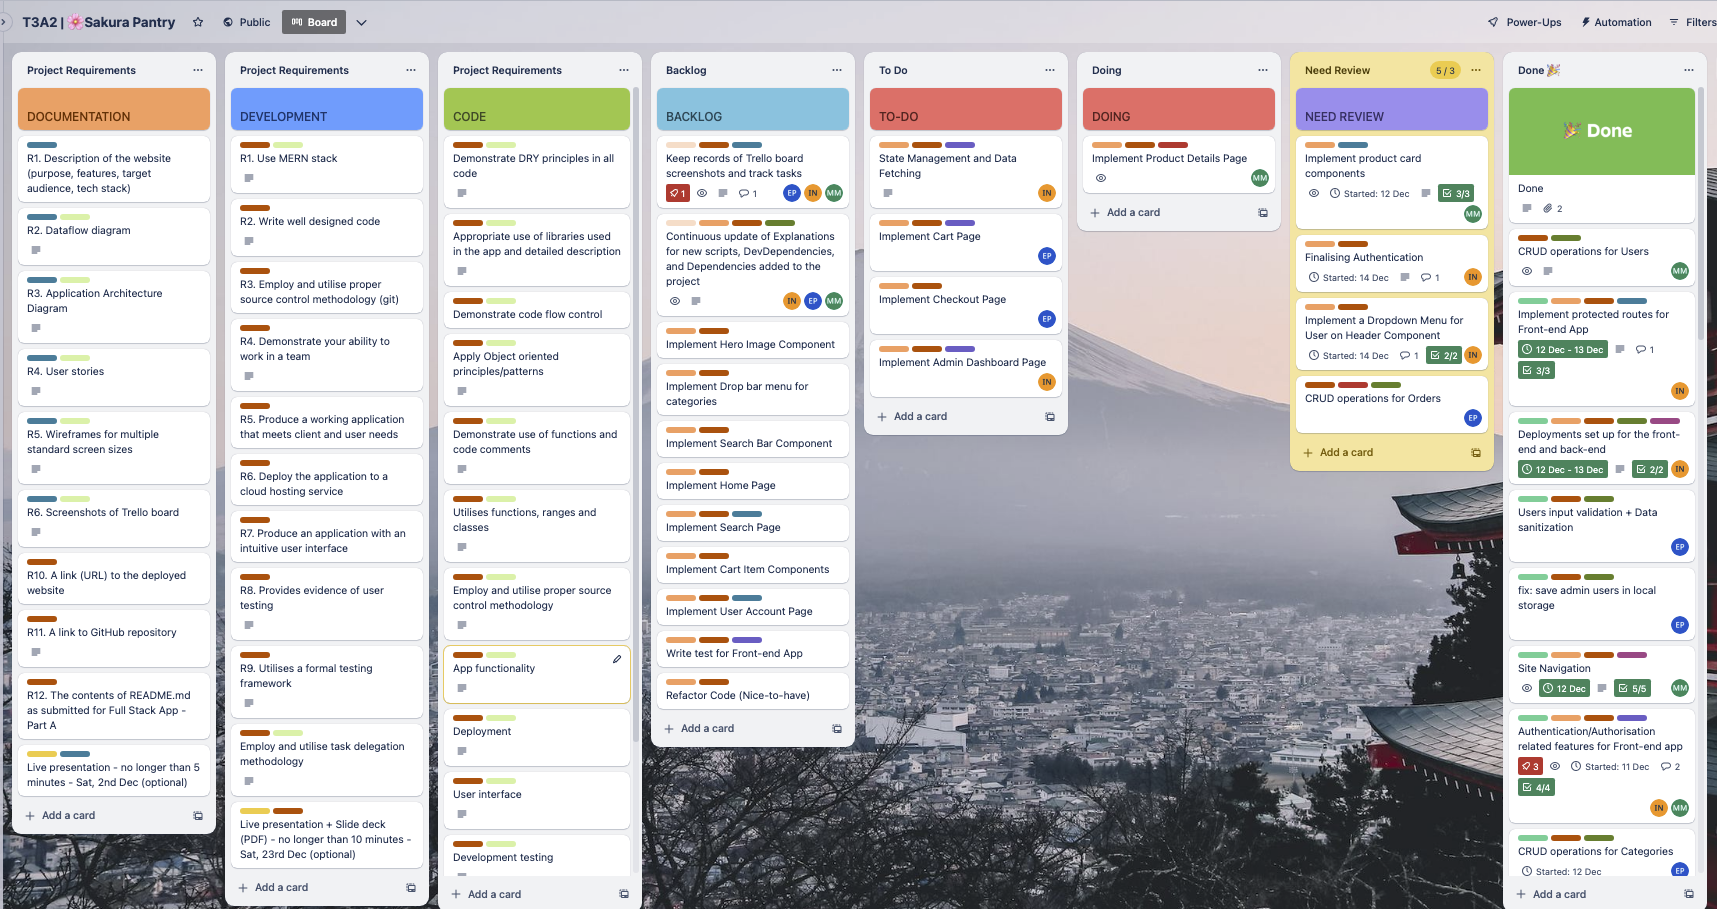 T3A2 | 🌸Sakura Pantry
Public
Board
Power-Ups
Automation
Filters
Project Requirements
DOCUMENTATION
R1. Description of the website
(purpose, features, target
audience, tech stack)
R2. Dataflow diagram
R3. Application Architecture
Diagram
R4. User stories
R5. Wireframes for multiple
standard screen sizes
R6. Screenshots of Trello board
R10. A link (URL) to the deployed
website
R11. A link to GitHub repository
R12. The contents of README.md
as submitted for Full Stack App -
Part A
Live presentation - no longer than 5
minutes - Sat, 2nd Dec (optional)
Add a card
Project Requirements
DEVELOPMENT
R1. Use MERN stack
R2. Write well designed code
R3. Employ and utilise proper
source control methodology (git)
R4. Demonstrate your ability to
work in a team
R5. Produce a working application
that meets client and user needs
R6. Deploy the application to a
cloud hosting service
R7. Produce an application with an
intuitive user interface
R8. Provides evidence of user
testing
R9. Utilises a formal testing
framework
Employ and utilise task delegation
methodology
Live presentation + Slide deck
(PDF) - no longer than 10 minutes -
Sat, 23rd Dec (optional)
Add a card
Project Requirements
CODE
Demonstrate DRY principles in all
code
Appropriate use of libraries used
in the app and detailed description
Demonstrate code flow control
Apply Object oriented
principles/patterns
Demonstrate use of functions and
code comments
Utilises functions, ranges and
classes
Employ and utilise proper source
control methodology
App functionality
Deployment
User interface
Development testing
Add a card
Backlog
BACKLOG
Keep records of Trello board
screenshots and track tasks
1 1 EP IN MM
Continuous update of Explanations
for new scripts, DevDependencies,
and Dependencies added to the
project
IN EP MM
Implement Hero Image Component
Implement Drop bar menu for
categories
Implement Search Bar Component
Implement Home Page
Implement Search Page
Implement Cart Item Components
Implement User Account Page
Write test for Front-end App
Refactor Code (Nice-to-have)
Add a card
To Do
TO-DO
State Management and Data
Fetching
IN
Implement Cart Page
EP
Implement Checkout Page
EP
Implement Admin Dashboard Page
IN
Add a card
Doing
DOING
Implement Product Details Page
MM
Add a card
Need Review 5 / 3
NEED REVIEW
Implement product card
components
Started: 12 Dec 3/3
MM
Finalising Authentication
Started: 14 Dec 1 IN
Implement a Dropdown Menu for
User on Header Component
Started: 14 Dec 1 2/2 IN
CRUD operations for Orders
EP
Add a card
Done 🎉
🎉 Done
Done
2
CRUD operations for Users
MM
Implement protected routes for
Front-end App
12 Dec - 13 Dec 1
3/3
IN
Deployments set up for the front-
end and back-end
12 Dec - 13 Dec 2/2 IN
Users input validation + Data
sanitization
EP
fix: save admin users in local
storage
EP
Site Navigation
12 Dec 5/5 MM
Authentication/Authorisation
related features for Front-end app
3 Started: 11 Dec 2
4/4
IN MM
CRUD operations for Categories
Started: 12 Dec EP
Add a card